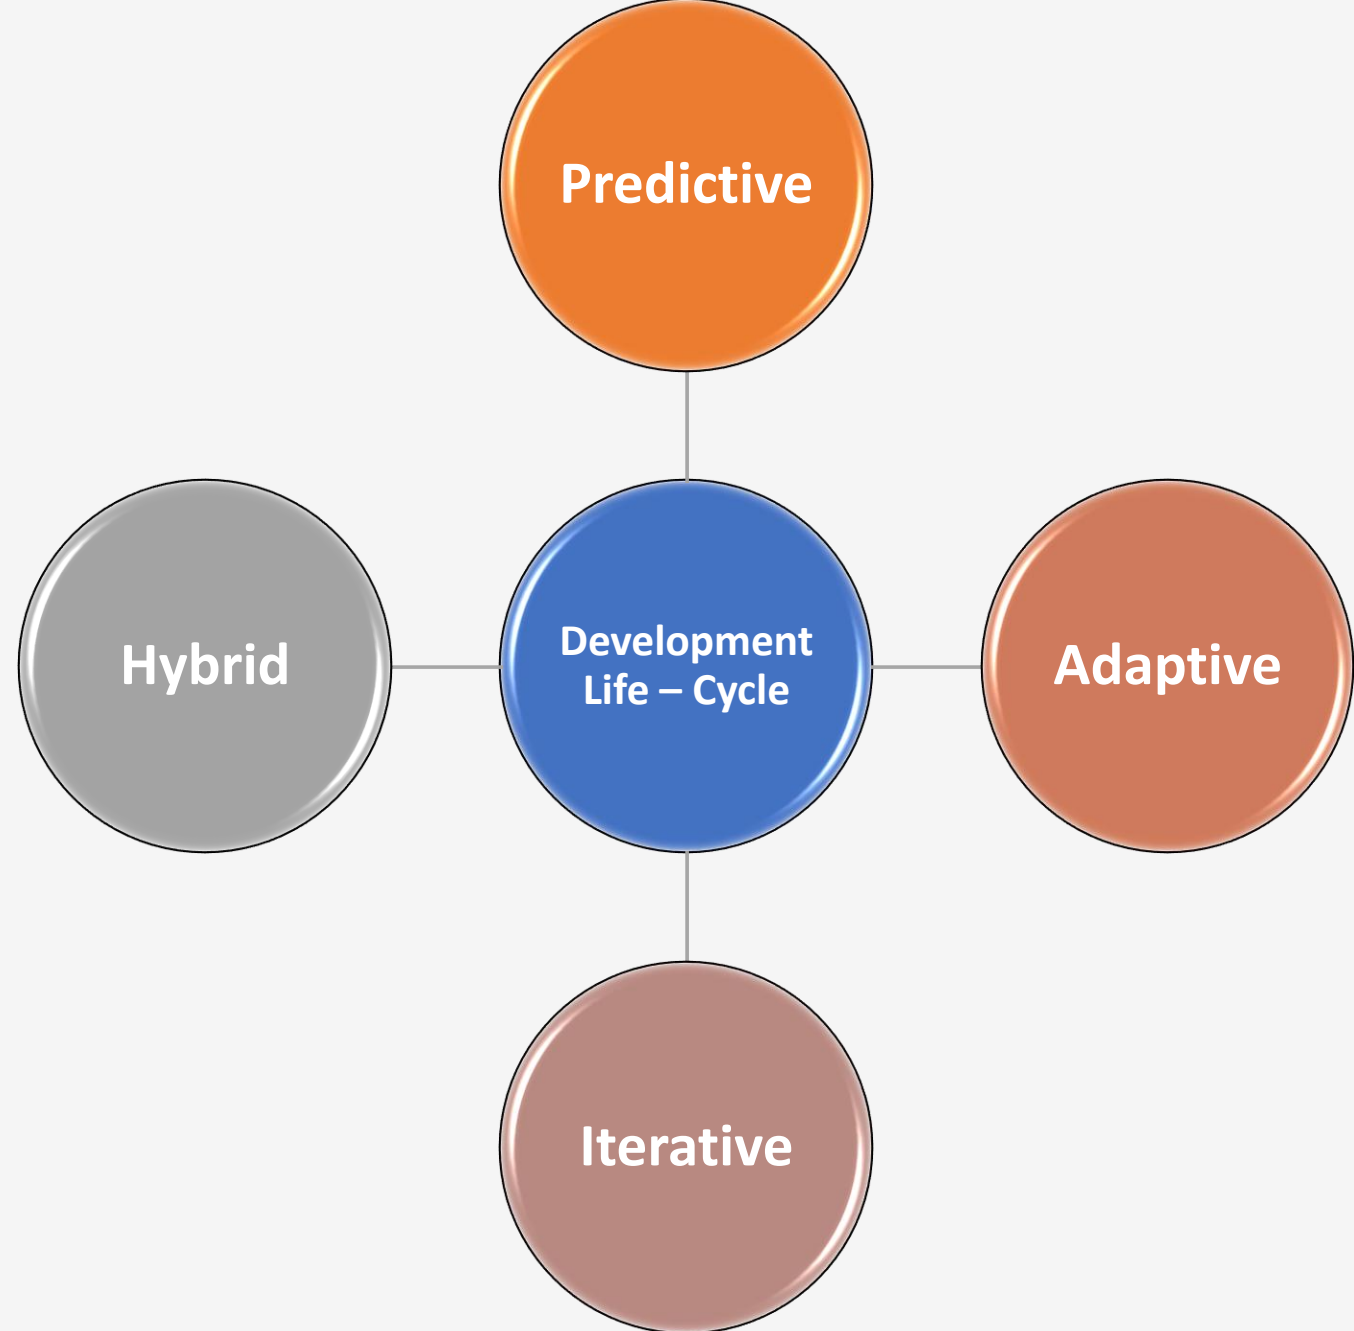 Predictive
Hybrid
Development
Life – Cycle
Adaptive
Iterative